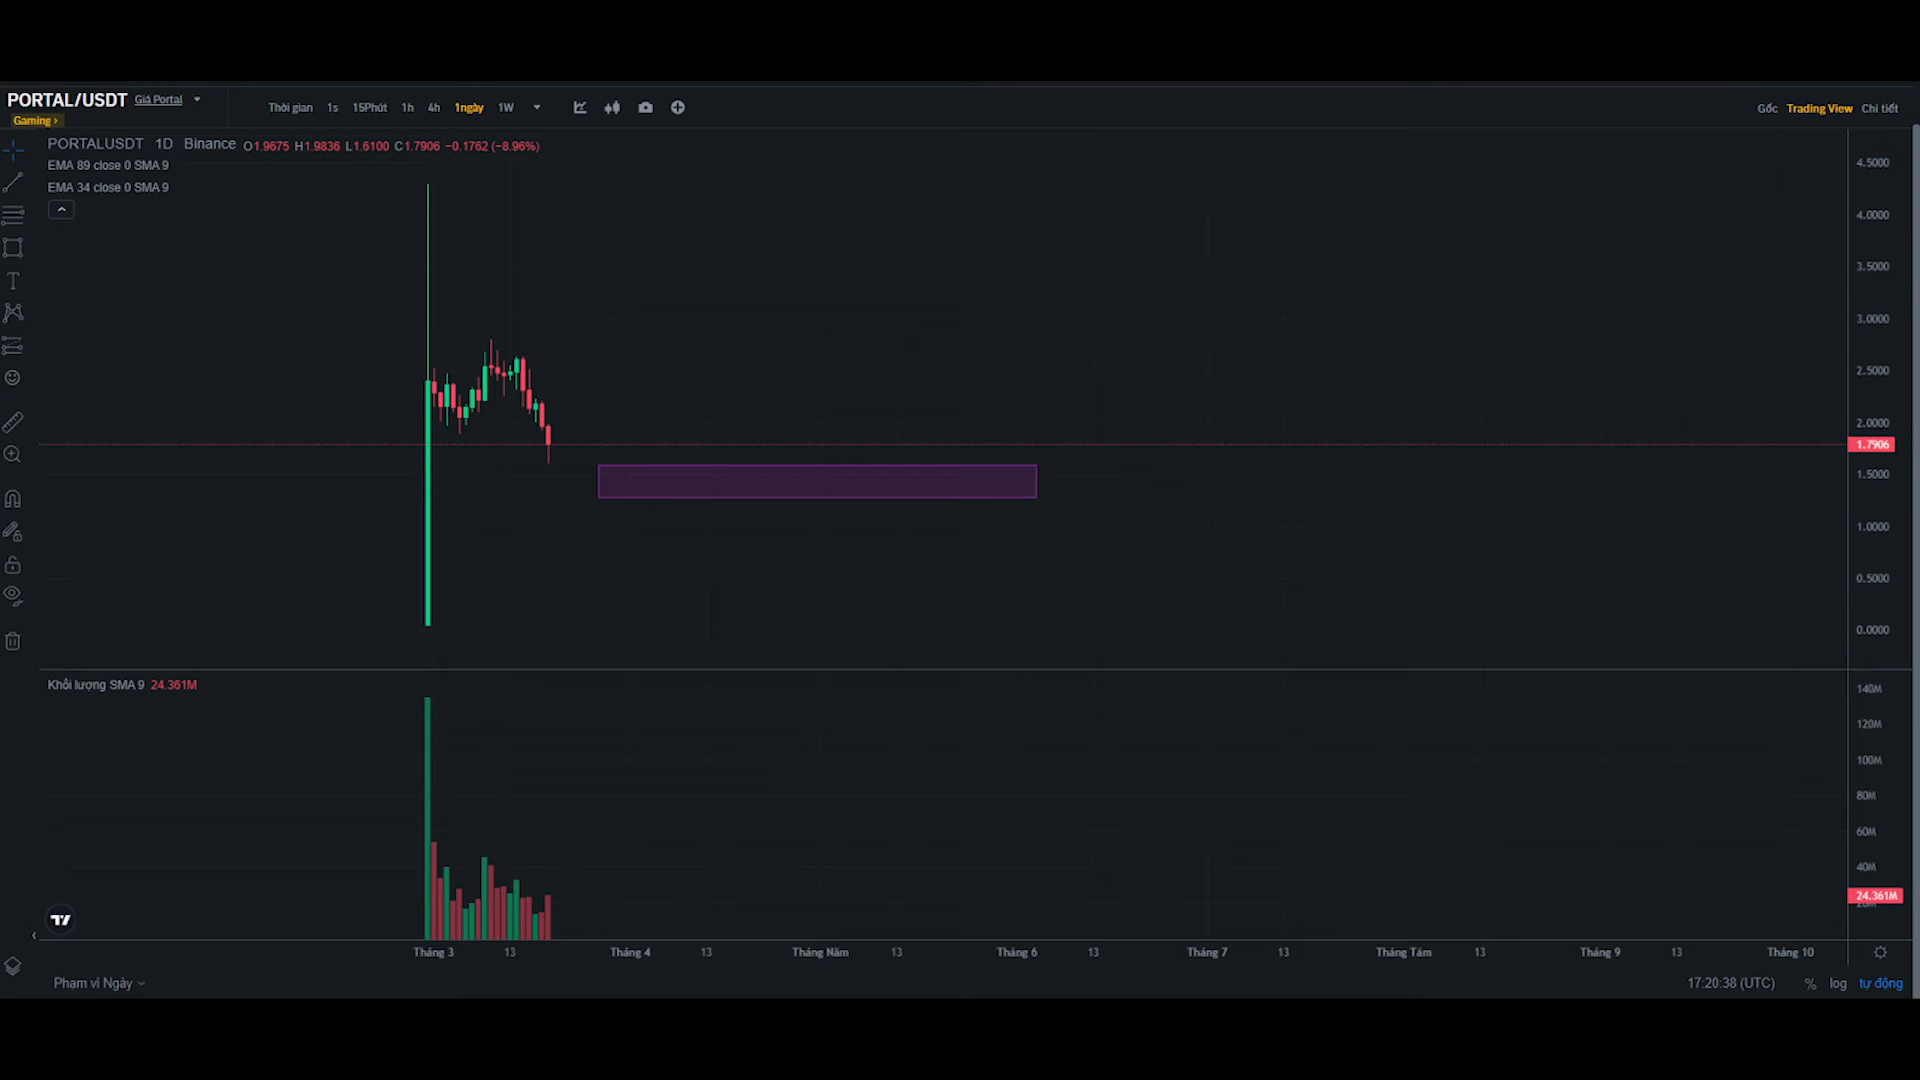 PORTAL/USDT Giá Portal
Gaming ›
Thời gian 1s 15Phút 1h 4h 1ngày 1W
Gốc Trading View Chi tiết
PORTALUSDT 1D Binance O1.9675 H1.9836 L1.6100 C1.7906 −0.1762 (−8.96%)
EMA 89 close 0 SMA 9
EMA 34 close 0 SMA 9
4.5000
4.0000
3.5000
3.0000
2.5000
2.0000
1.7906
1.5000
1.0000
0.5000
0.0000
Khối lượng SMA 9 24.361M
140M
120M
100M
80M
60M
40M
24.361M
Tháng 3 13 Tháng 4 13 Tháng Năm 13 Tháng 6 13 Tháng 7 13 Tháng Tám 13 Tháng 9 13 Tháng 10
Phạm vi Ngày
17:20:38 (UTC) % log tự động